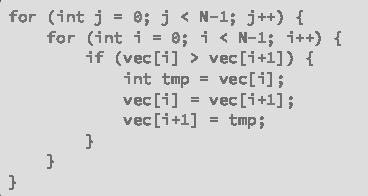 for (int j = 0; j < N-1; j++) {
    for (int i = 0; i < N-1; i++) {
        if (vec[i] > vec[i+1]) {
            int tmp = vec[i];
            vec[i] = vec[i+1];
            vec[i+1] = tmp;
        }
    }
}